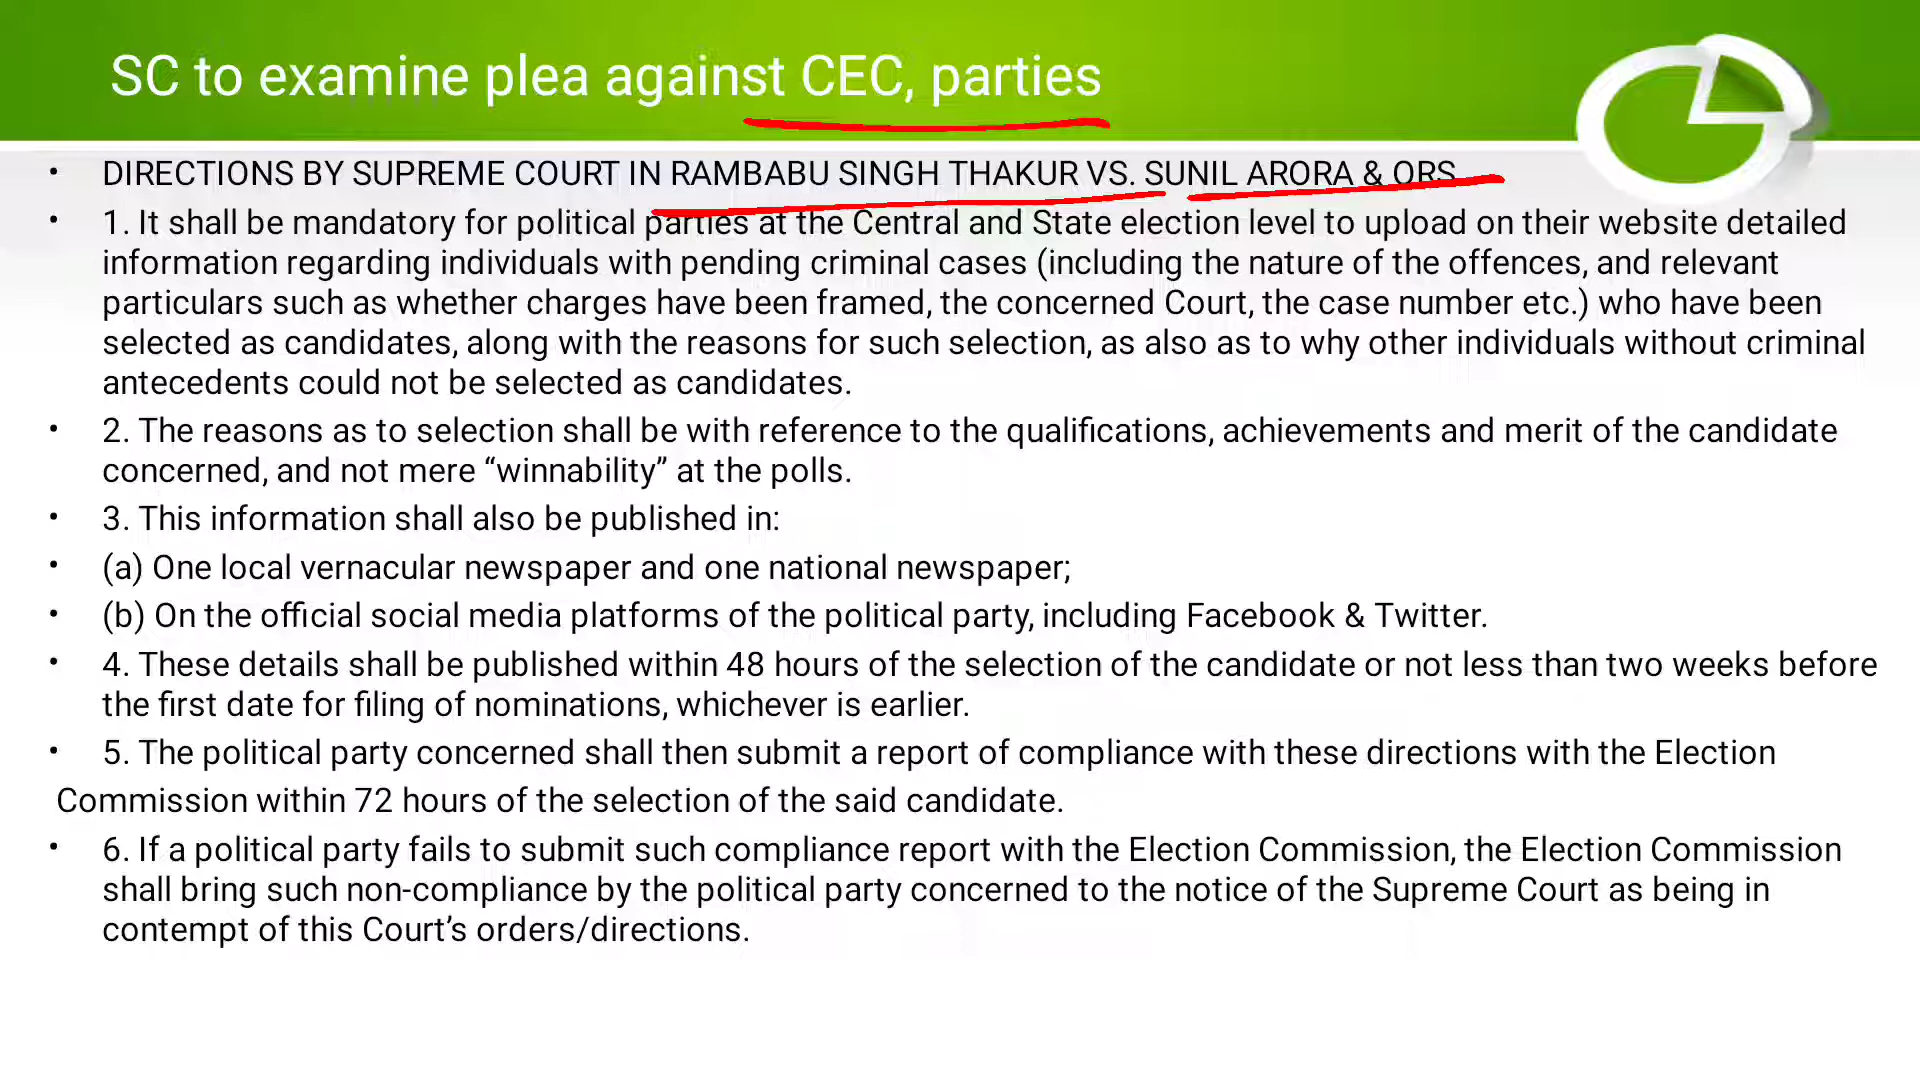 SC to examine plea against CEC, parties
• DIRECTIONS BY SUPREME COURT IN RAMBABU SINGH THAKUR VS. SUNIL ARORA & ORS
• 1. It shall be mandatory for political parties at the Central and State election level to upload on their website detailed
information regarding individuals with pending criminal cases (including the nature of the offences, and relevant
particulars such as whether charges have been framed, the concerned Court, the case number etc.) who have been
selected as candidates, along with the reasons for such selection, as also as to why other individuals without criminal
antecedents could not be selected as candidates.
• 2. The reasons as to selection shall be with reference to the qualifications, achievements and merit of the candidate
concerned, and not mere “winnability” at the polls.
• 3. This information shall also be published in:
• (a) One local vernacular newspaper and one national newspaper;
• (b) On the official social media platforms of the political party, including Facebook & Twitter.
• 4. These details shall be published within 48 hours of the selection of the candidate or not less than two weeks before
the first date for filing of nominations, whichever is earlier.
• 5. The political party concerned shall then submit a report of compliance with these directions with the Election
Commission within 72 hours of the selection of the said candidate.
• 6. If a political party fails to submit such compliance report with the Election Commission, the Election Commission
shall bring such non-compliance by the political party concerned to the notice of the Supreme Court as being in
contempt of this Court’s orders/directions.